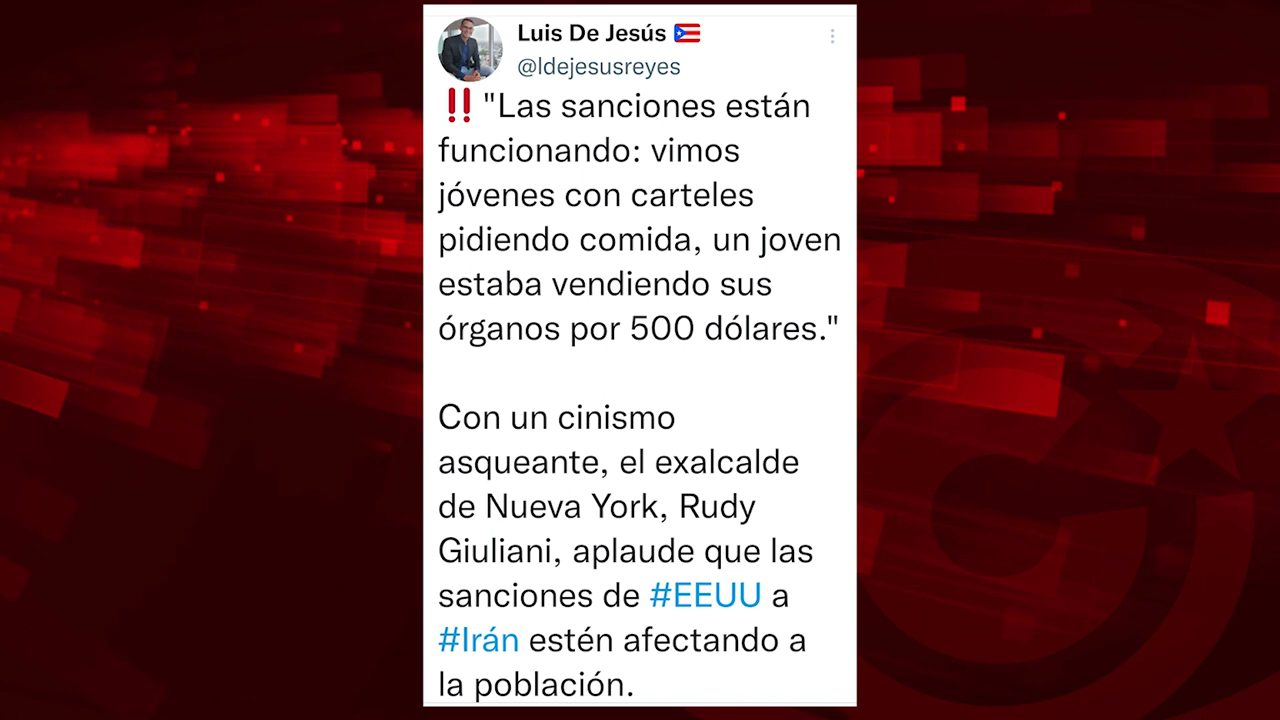 Luis De Jesús 🇵🇷
@ldejesusreyes
‼️ "Las sanciones están
funcionando: vimos
jóvenes con carteles
pidiendo comida, un joven
estaba vendiendo sus
órganos por 500 dólares."
Con un cinismo
asqueante, el exalcalde
de Nueva York, Rudy
Giuliani, aplaude que las
sanciones de #EEUU a
#Irán estén afectando a
la población.